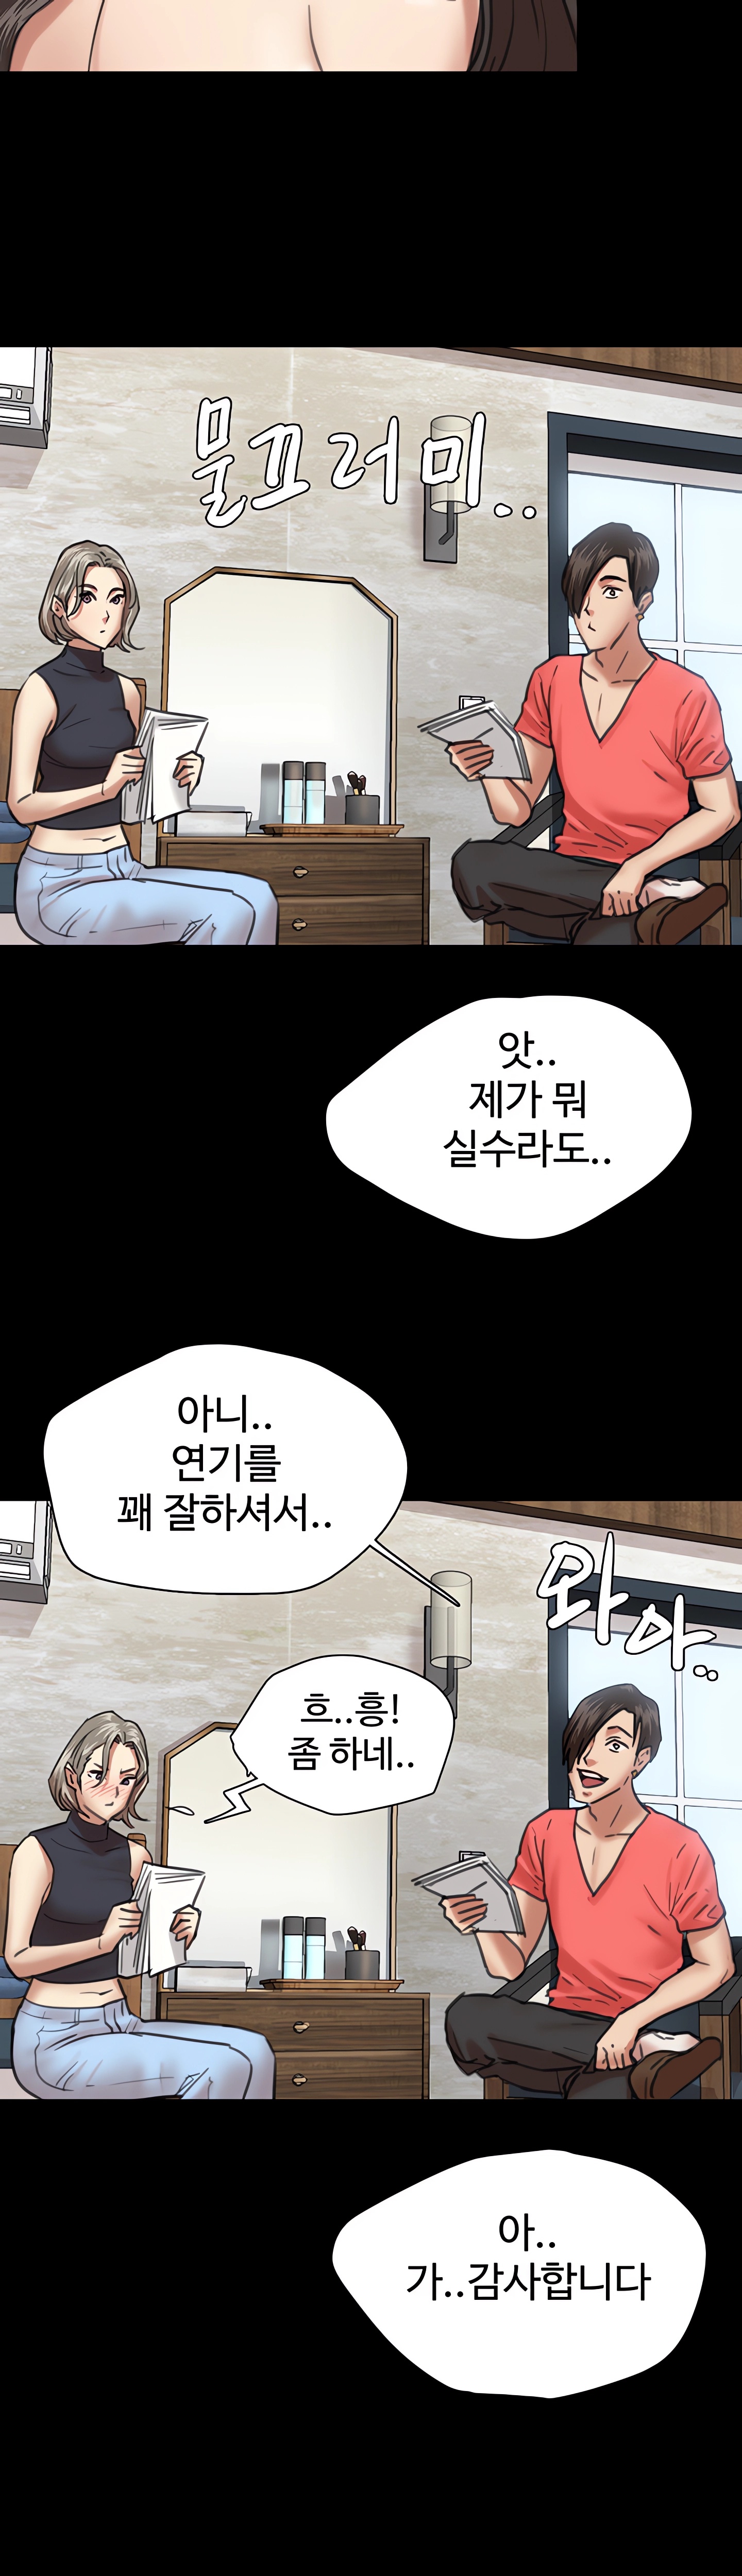 물끄러미..
앗..
제가 뭐
실수라도..
아니..
연기를
꽤 잘하셔서..
와아..
흐..흥!
좀 하네..
아..
가..감사합니다